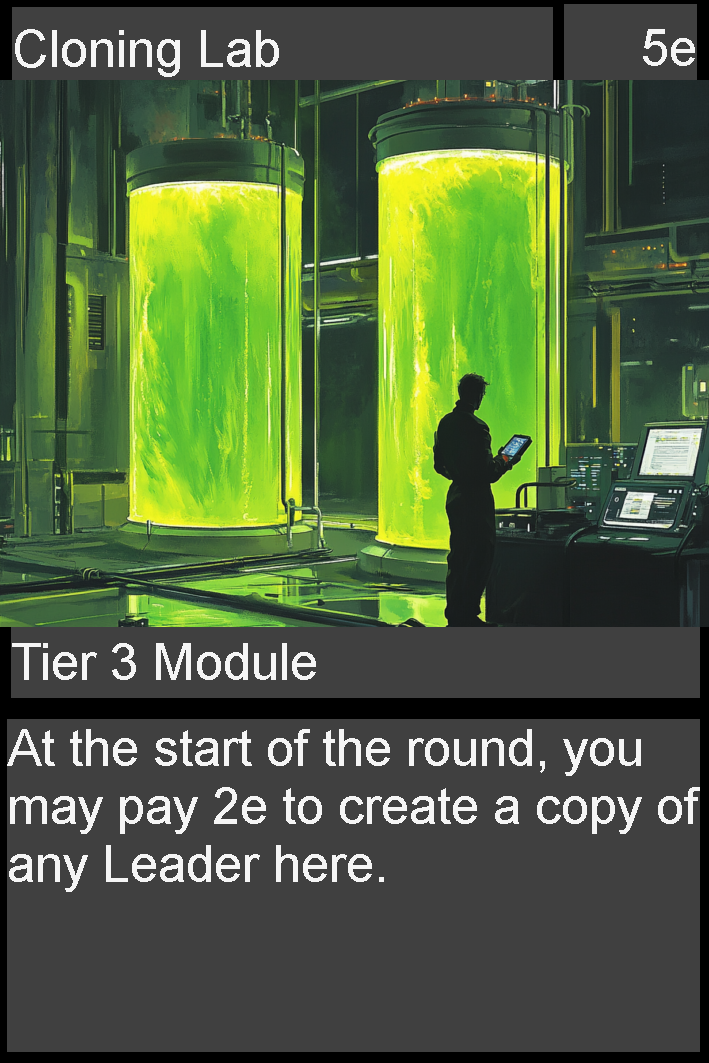 Cloning Lab
5e
Tier 3 Module
At the start of the round, you
may pay 2e to create a copy of
any Leader here.